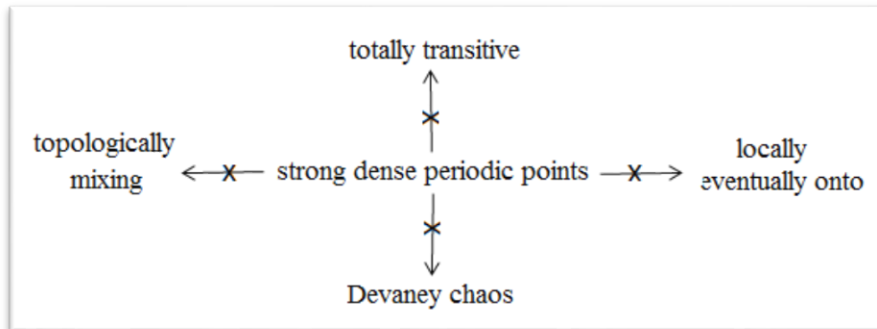 totally transitive
topologically
mixing
strong dense periodic points
locally
eventually onto
Devaney chaos